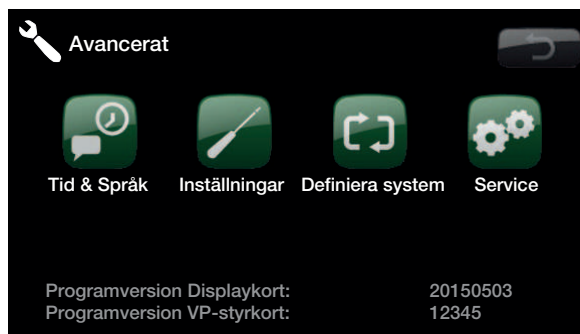 Avancerat
Tid & Språk Inställningar Definiera system Service
Programversion Displaykort: 20150503
Programversion VP-styrkort: 12345